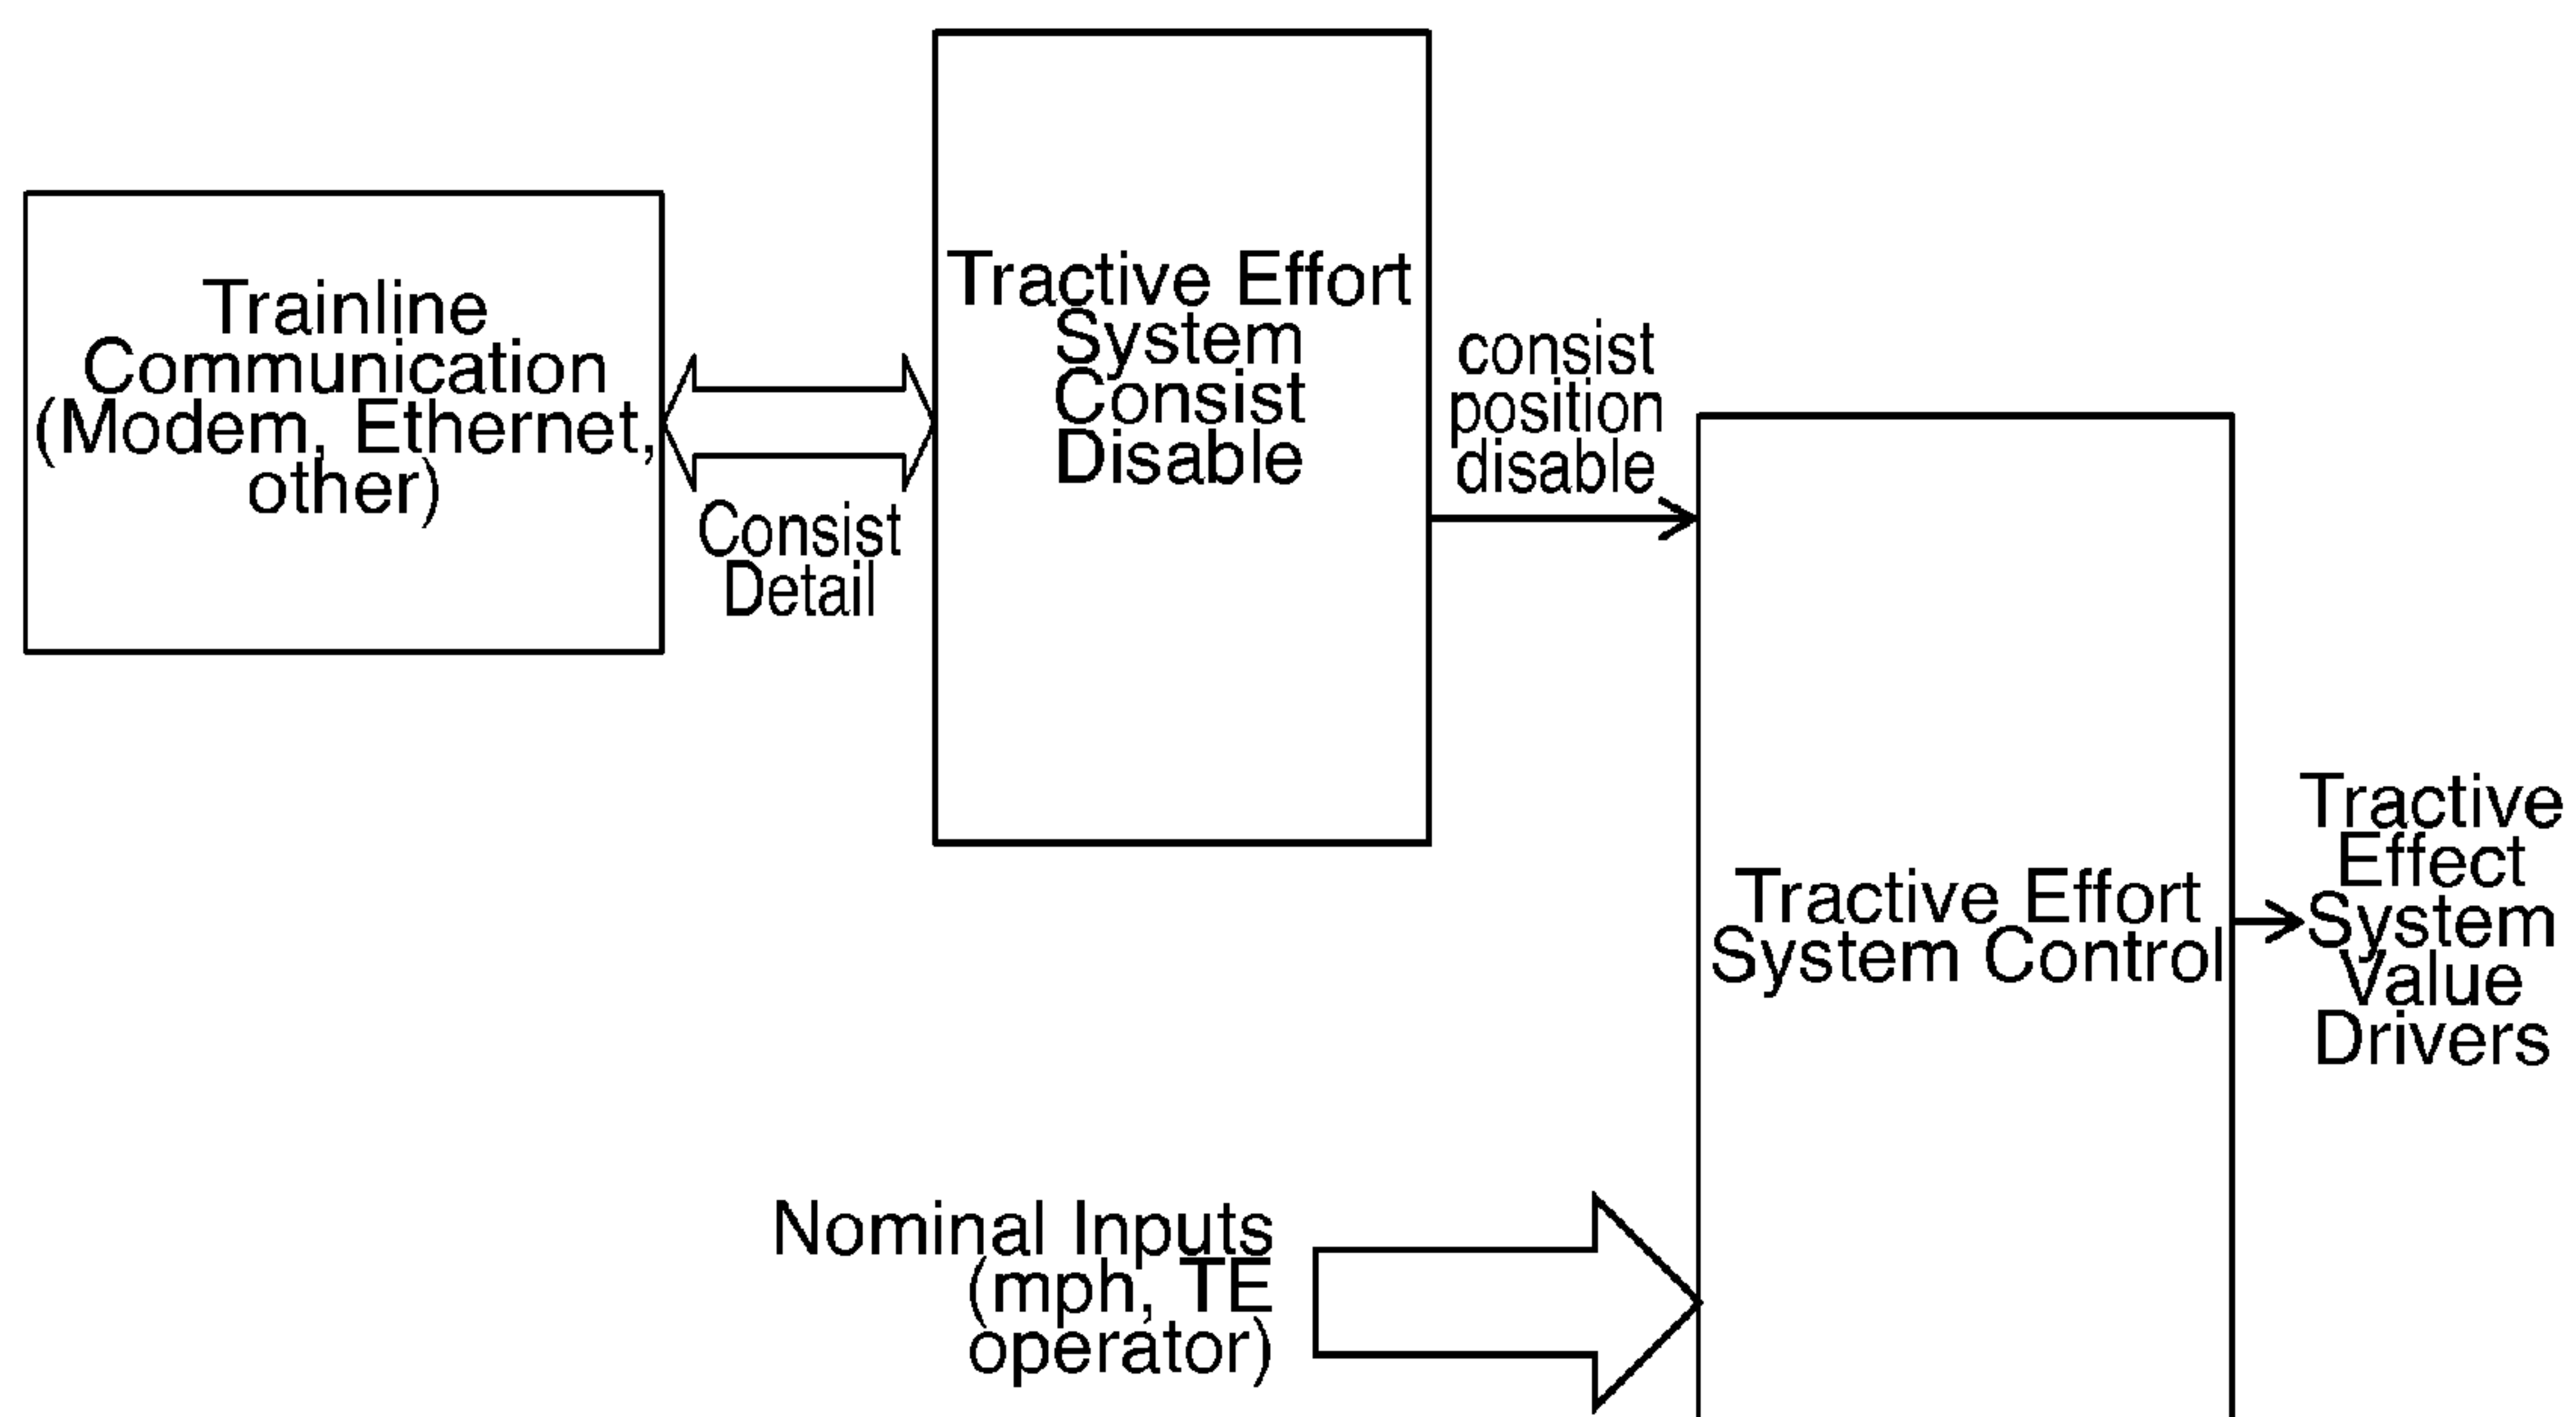 Trainline
Communication
(Modem, Ethernet,
other)
Consist
Detail
Tractive Effort
System
Consist
Disable
consist
position
disable
Tractive Effort
System Control
Tractive
Effect
System
Value
Drivers
Nominal Inputs
(mph, TE
operator)